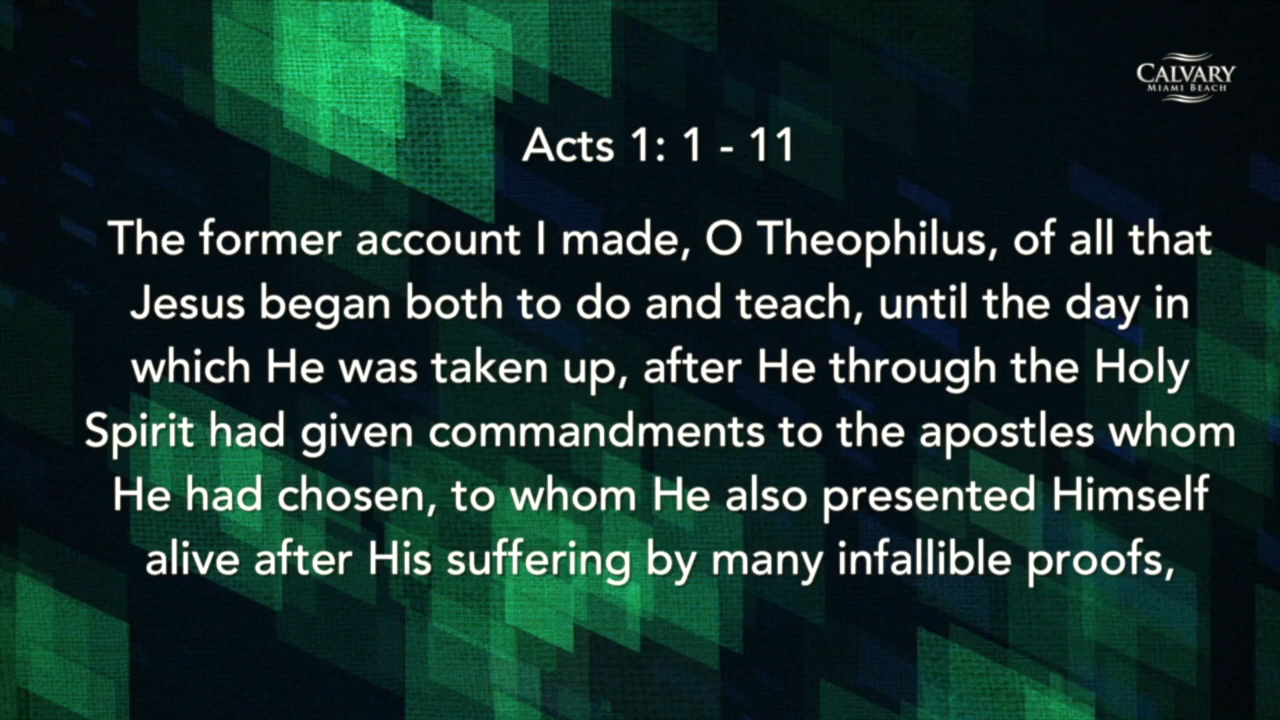 CALVARY
MIAMI BEACH
Acts 1: 1 - 11
The former account I made, O Theophilus, of all that
Jesus began both to do and teach, until the day in
which He was taken up, after He through the Holy
Spirit had given commandments to the apostles whom
He had chosen, to whom He also presented Himself
alive after His suffering by many infallible proofs,